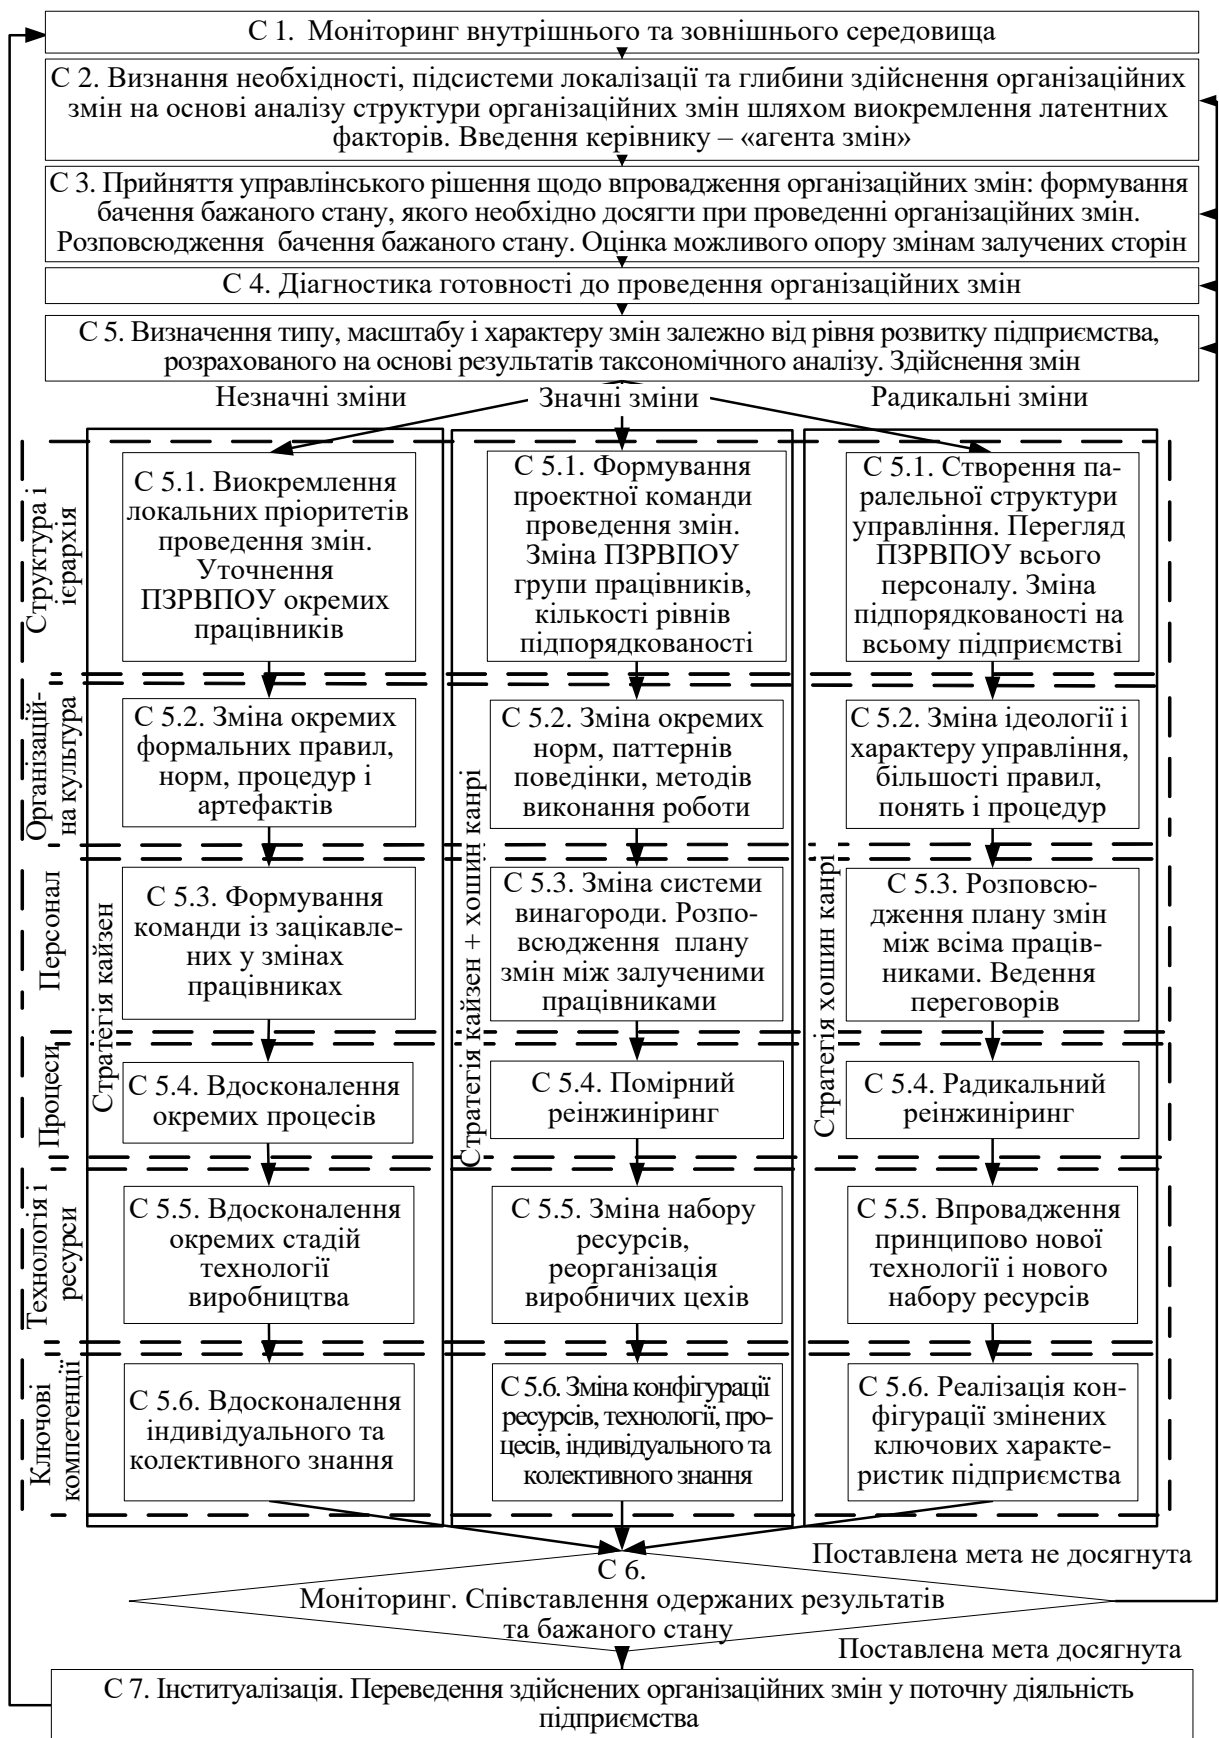 С 1. Моніторинг внутрішнього та зовнішнього середовища
С 2. Визнання необхідності, підсистеми локалізації та глибини здійснення організаційних
змін на основі аналізу структури організаційних змін шляхом виокремлення латентних
факторів. Введення керівнику – «агента змін»
С 3. Прийняття управлінського рішення щодо впровадження організаційних змін: формування
бачення бажаного стану, якого необхідно досягти при проведенні організаційних змін.
Розповсюдження бачення бажаного стану. Оцінка можливого опору змінам залучених сторін
С 4. Діагностика готовності до проведення організаційних змін
С 5. Визначення типу, масштабу і характеру змін залежно від рівня розвитку підприємства,
розрахованого на основі результатів таксономічного аналізу. Здійснення змін
Незначні зміни
Значні зміни
Радикальні зміни
Структура і
ієрархія
С 5.1. Виокремлення
локальних пріоритетів
проведення змін.
Уточнення
ПЗРВПОУ окремих
працівників
С 5.1. Формування
проектної команди
проведення змін.
Зміна ПЗРВПОУ
групи працівників,
кількості рівнів
підпорядкованості
С 5.1. Створення па-
ралельної структури
управління. Перегляд
ПЗРВПОУ всього
персоналу. Зміна
підпорядкованості на
всьому підприємстві
Організацій-
на культура
С 5.2. Зміна окремих
формальних правил,
норм, процедур і
артефактів
С 5.2. Зміна окремих
норм, паттернів
поведінки, методів
виконання роботи
С 5.2. Зміна ідеології і
характеру управління,
більшості правил,
понять і процедур
Персонал
Стратегія кайзен
С 5.3. Формування
команди із зацікавле-
них у змінах
працівниках
Стратегія кайзен + хошин канрі
С 5.3. Зміна системи
винагороди. Розпо-
всюдження плану
змін між залученими
працівниками
Стратегія хошин канрі
С 5.3. Розповсю-
дження плану змін
між всіма праців-
никами. Ведення
переговорів
Процеси
С 5.4. Вдосконалення
окремих процесів
С 5.4. Помірний
реінжиніринг
С 5.4. Радикальний
реінжиніринг
Технологія і
ресурси
С 5.5. Вдосконалення
окремих стадій
технології
виробництва
С 5.5. Зміна набору
ресурсів,
реорганізація
виробничих цехів
С 5.5. Впровадження
принципово нової
технології і нового
набору ресурсів
Ключові
компетенції
С 5.6. Вдосконалення
індивідуального та
колективного знання
С 5.6. Зміна конфігурації
ресурсів, технології, про-
цесів, індивідуального та
колективного знання
С 5.6. Реалізація кон-
фігурації змінених
ключових характе-
ристик підприємства
Поставлена мета не досягнута
С 6.
Моніторинг. Співставлення одержаних результатів
та бажаного стану
Поставлена мета досягнута
С 7. Інституалізація. Переведення здійснених організаційних змін у поточну діяльність
підприємства